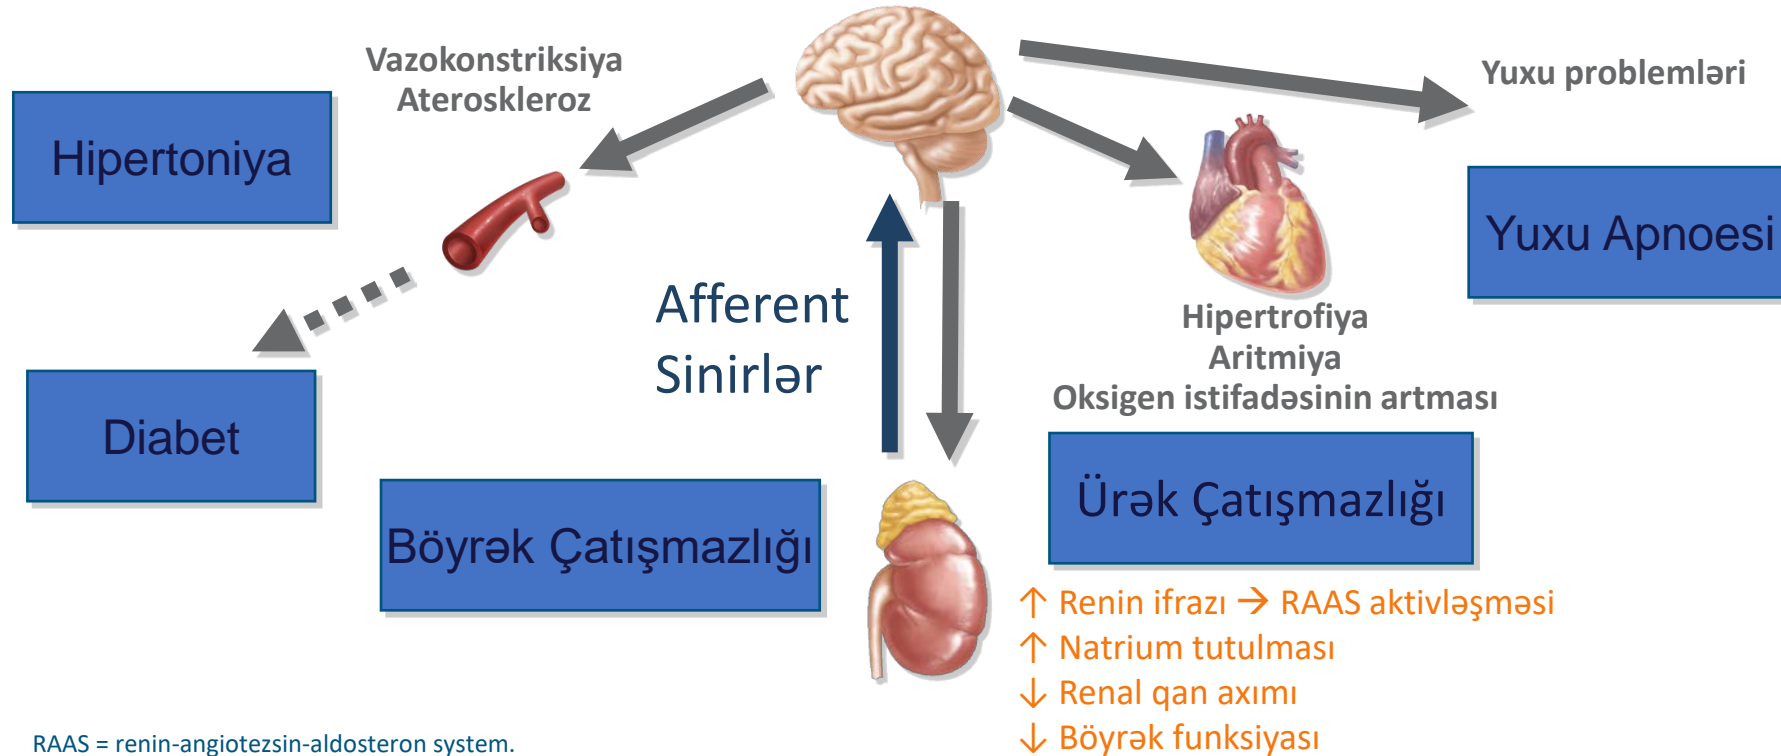 Vazokonstriksiya
Ateroskleroz
Yuxu problemləri
Hipertoniya
Yuxu Apnoesi
Afferent
Sinirlər
Hipertrofiya
Aritmiya
Oksigen istifadəsinin artması
Diabet
Ürək Çatışmazlığı
Böyrək Çatışmazlığı
↑ Renin ifrazı → RAAS aktivləşməsi
↑ Natrium tutulması
↓ Renal qan axımı
↓ Böyrək funksiyası
RAAS = renin-angiotezsin-aldosteron system.